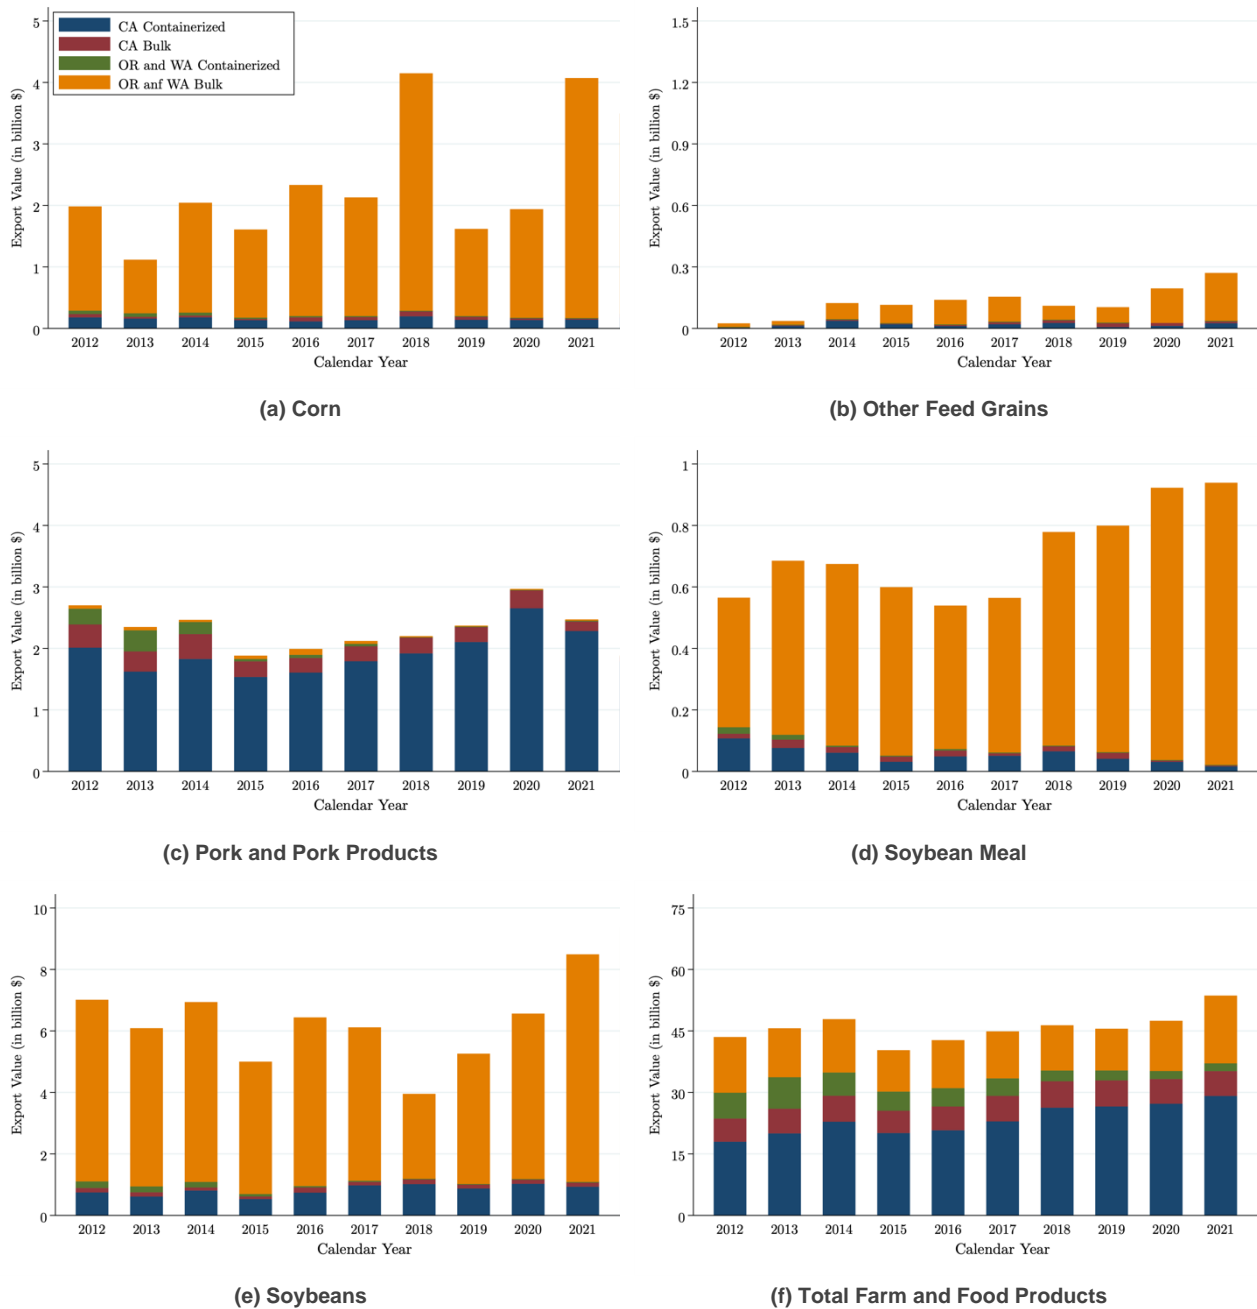 Export Value (in billion $)
5
4
3
2
1
0
CA Containerized
CA Bulk
OR and WA Containerized
OR anf WA Bulk
2012 2013 2014 2015 2016 2017 2018 2019 2020 2021
Calendar Year
(a) Corn
Export Value (in billion $)
1.5
1.2
0.9
0.6
0.3
0
2012 2013 2014 2015 2016 2017 2018 2019 2020 2021
Calendar Year
(b) Other Feed Grains
Export Value (in billion $)
5
4
3
2
1
0
2012 2013 2014 2015 2016 2017 2018 2019 2020 2021
Calendar Year
(c) Pork and Pork Products
Export Value (in billion $)
1
0.8
0.6
0.4
0.2
0
2012 2013 2014 2015 2016 2017 2018 2019 2020 2021
Calendar Year
(d) Soybean Meal
Export Value (in billion $)
10
8
6
4
2
0
2012 2013 2014 2015 2016 2017 2018 2019 2020 2021
Calendar Year
(e) Soybeans
Export Value (in billion $)
75
60
45
30
15
0
2012 2013 2014 2015 2016 2017 2018 2019 2020 2021
Calendar Year
(f) Total Farm and Food Products